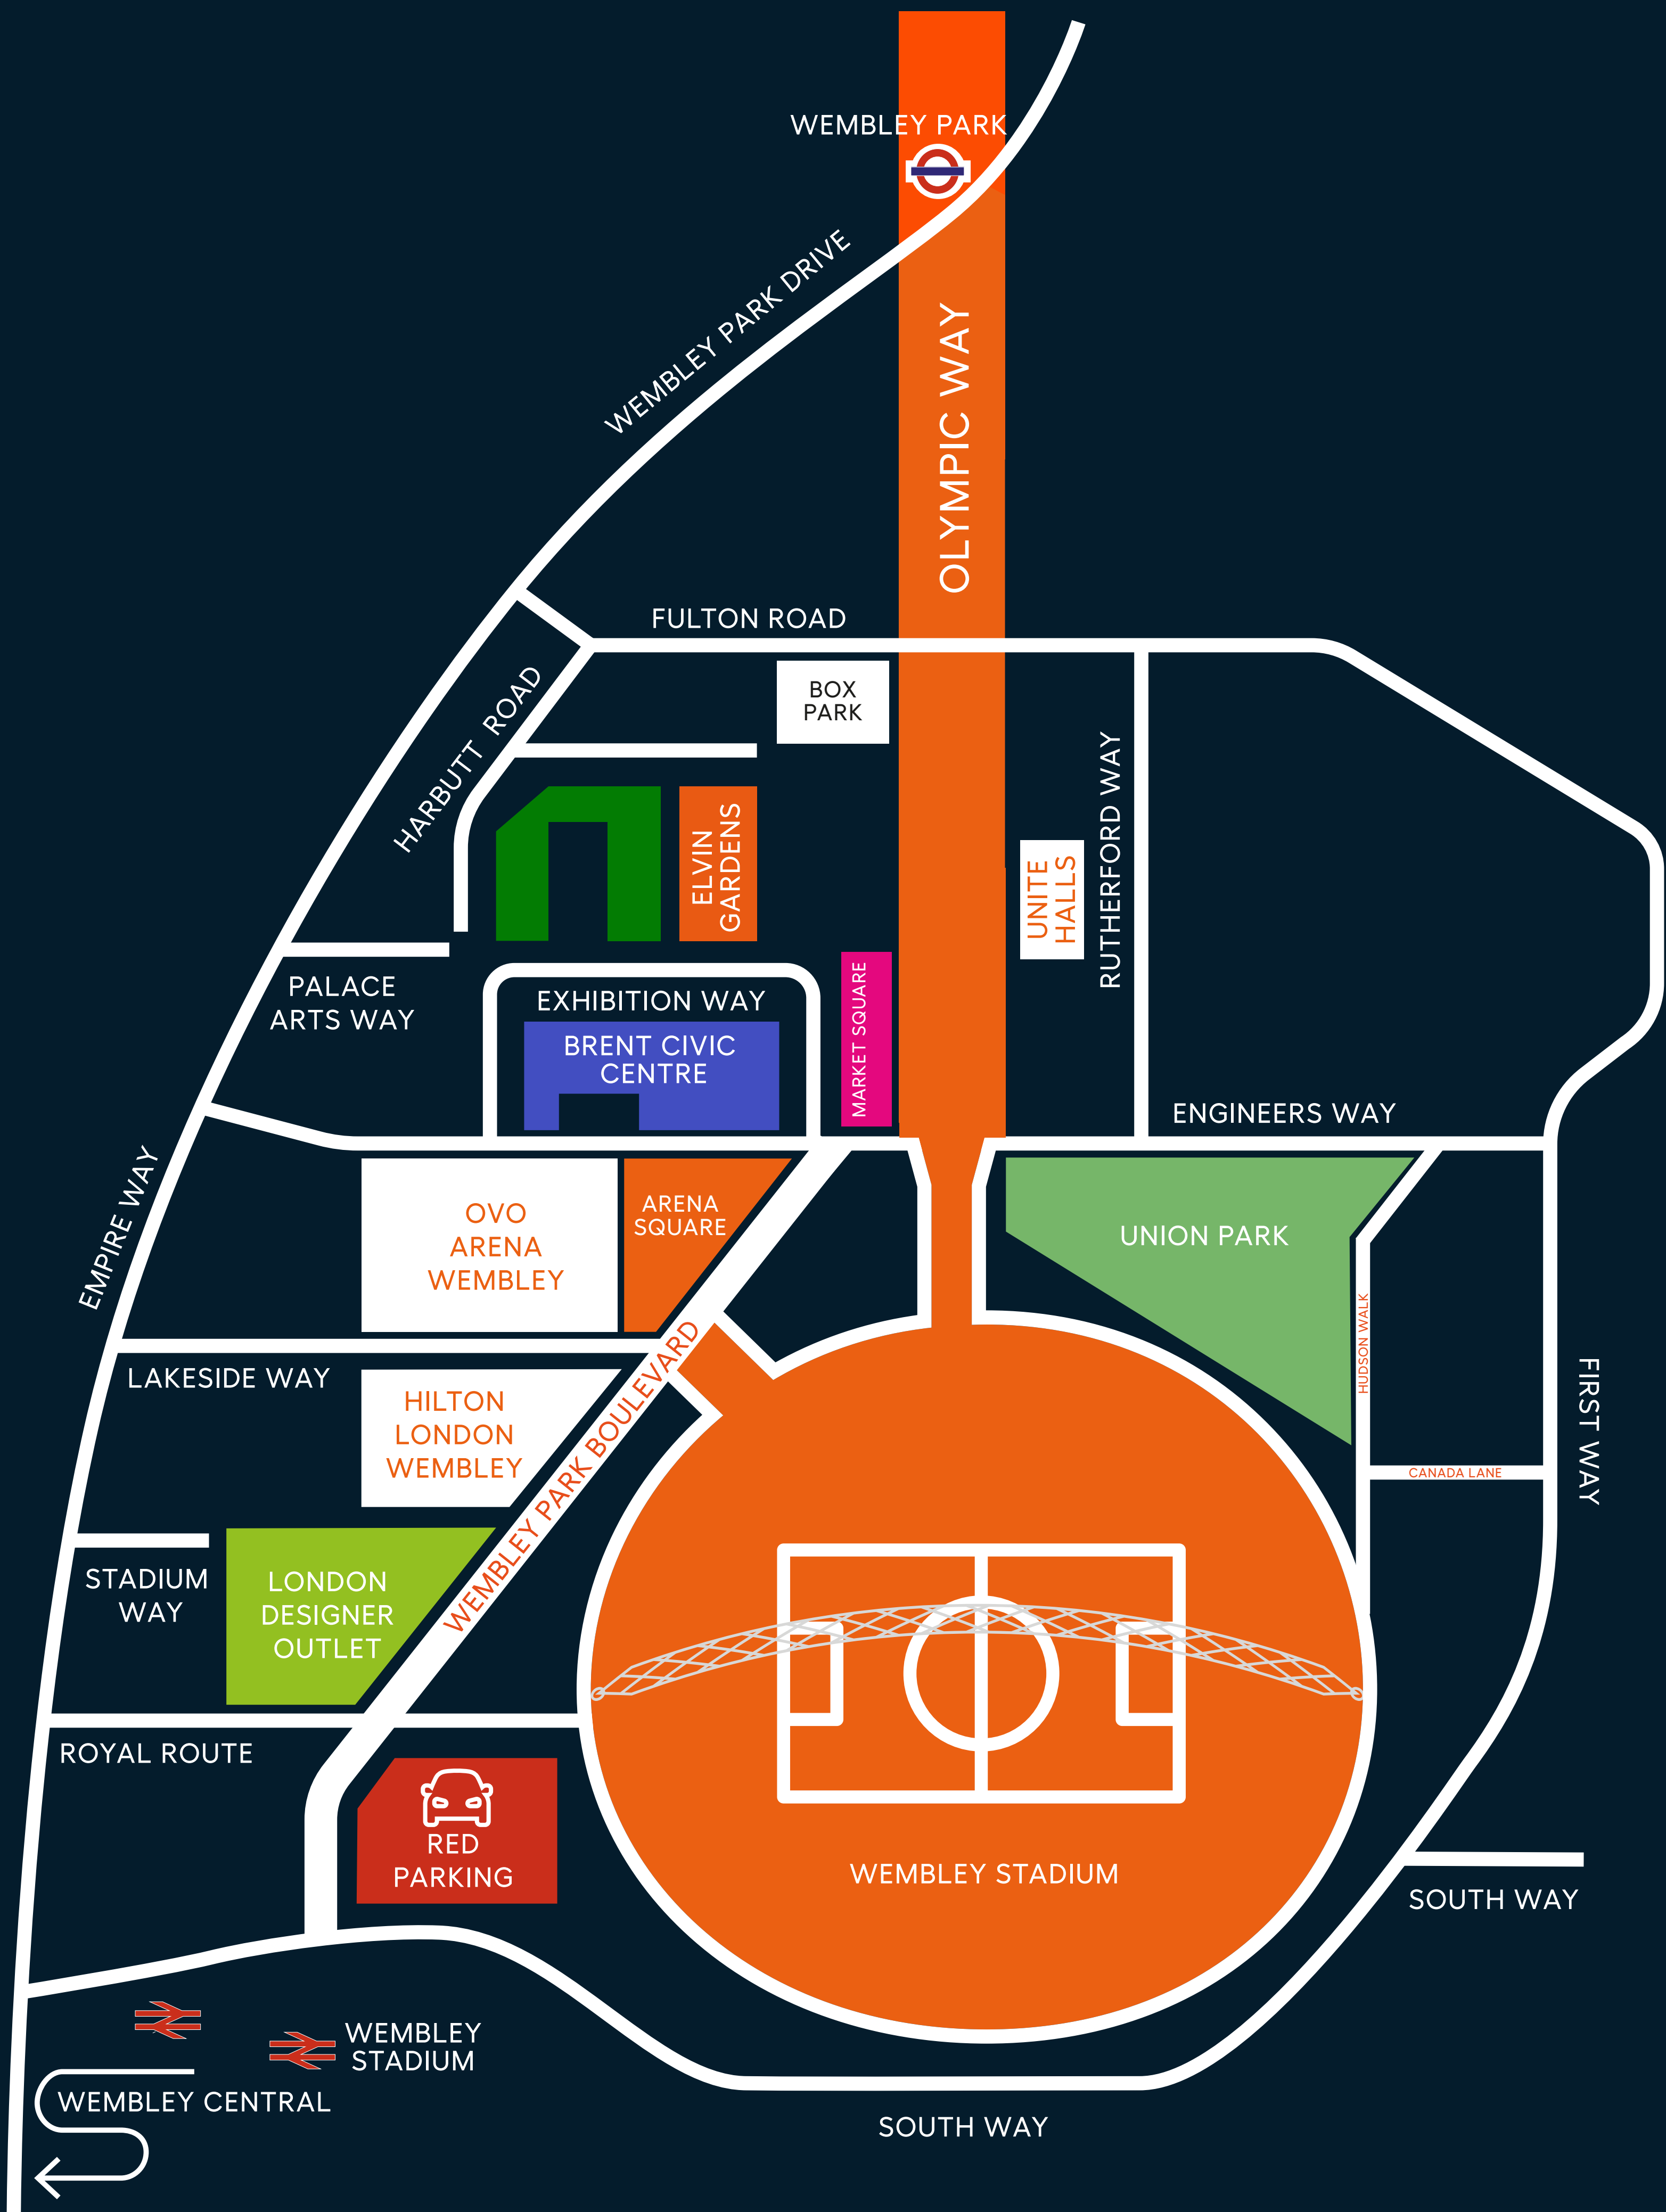 WEMBLEY PARK
WEMBLEY PARK DRIVE
OLYMPIC WAY
FULTON ROAD
BOX
PARK
HARBUTT ROAD
ELVIN
GARDENS
UNITE
HALLS
RUTHERFORD WAY
PALACE
ARTS WAY
EXHIBITION WAY
BRENT CIVIC
CENTRE
MARKET SQUARE
ENGINEERS WAY
EMPIRE WAY
OVO
ARENA
WEMBLEY
ARENA
SQUARE
UNION PARK
HUDSON WALK
LAKESIDE WAY
HILTON
LONDON
WEMBLEY
WEMBLEY PARK BOULEVARD
FIRST WAY
CANADA LANE
STADIUM
WAY
LONDON
DESIGNER
OUTLET
ROYAL ROUTE
RED
PARKING
WEMBLEY STADIUM
SOUTH WAY
WEMBLEY
STADIUM
WEMBLEY CENTRAL
SOUTH WAY